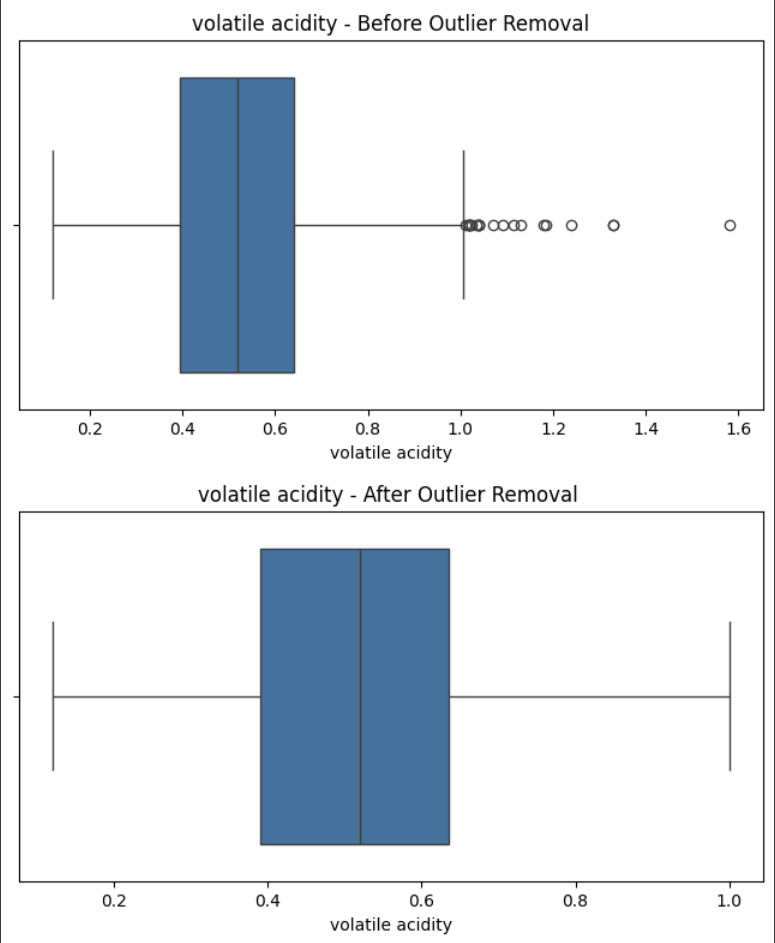 volatile acidity - Before Outlier Removal
0.2 0.4 0.6 0.8 1.0 1.2 1.4 1.6
volatile acidity
volatile acidity - After Outlier Removal
0.2 0.4 0.6 0.8 1.0
volatile acidity